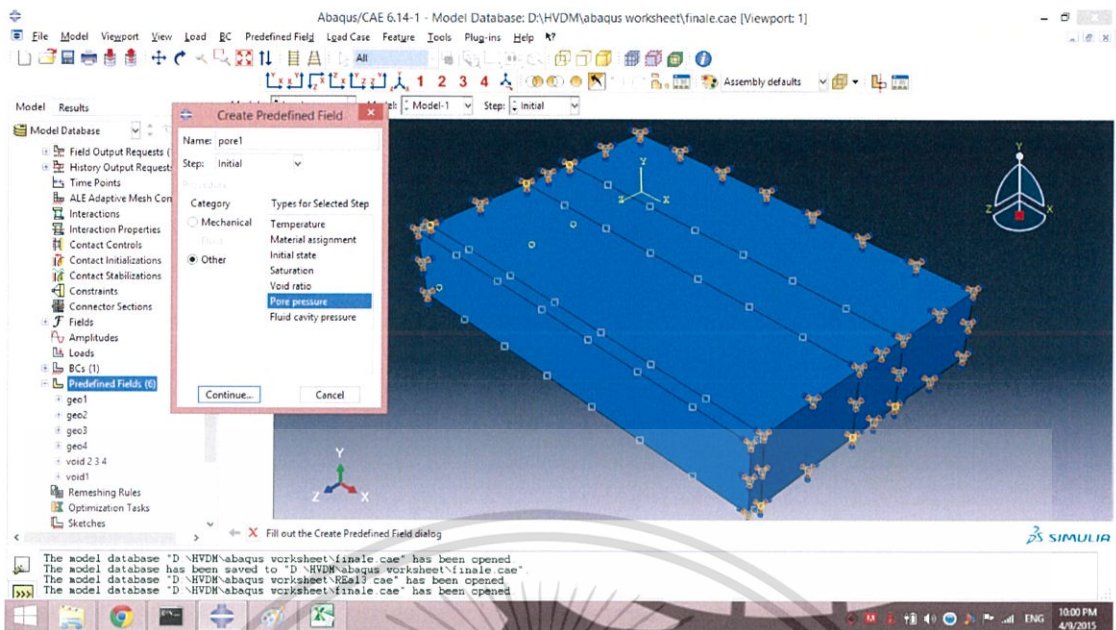 Abaqus/CAE 6.14-1 - Model Database: D:\HVDM\abaqus worksheet\finale.cae [Viewport: 1]
File Model Viewport View Load BC Predefined Field Load Case Feature Tools Plug-ins Help
All
1 2 3 4
Assembly defaults
Model Results
Model-1 Step: Initial
Model Database
Field Output Requests (
History Output Requests
Time Points
ALE Adaptive Mesh Con
Interactions
Interaction Properties
Contact Controls
Contact Initializations
Contact Stabilizations
Constraints
Connector Sections
Fields
Amplitudes
Loads
BCs (1)
Predefined Fields (6)
geo1
geo2
geo3
geo4
void 2 3 4
void1
Remeshing Rules
Optimization Tasks
Sketches
Create Predefined Field
Name: pore1
Step: Initial
Category
Types for Selected Step
Mechanical
Other
Temperature
Material assignment
Initial state
Saturation
Void ratio
Pore pressure
Fluid cavity pressure
Continue...
Cancel
Y
Z
X
Y
Z
X
Y
Z
X
Fill out the Create Predefined Field dialog
SIMULIA
The model database "D \HVDM\abaqus worksheet\finale.cae" has been opened
The model database has been saved to "D \HVDM\abaqus worksheet\finale.cae".
The model database "D \HVDM\abaqus worksheet\REal3 cae" has been opened
The model database "D \HVDM\abaqus worksheet\finale.cae" has been opened
ENG
10:00 PM
4/9/2015